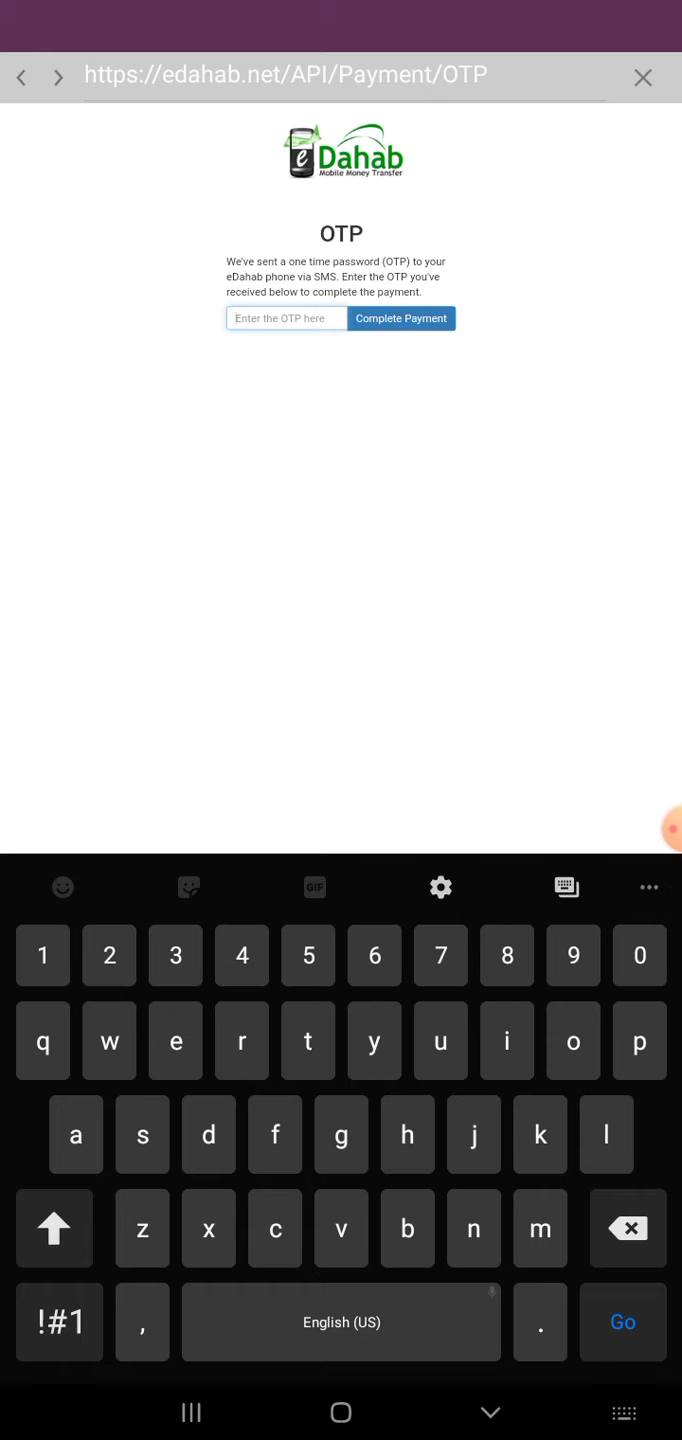 https://edahab.net/API/Payment/OTP
e Dahab
Mobile Money Transfer
OTP
We've sent a one time password (OTP) to your
eDahab phone via SMS. Enter the OTP you've
received below to complete the payment.
Enter the OTP here Complete Payment
GIF
1 2 3 4 5 6 7 8 9 0
q w e r t y u i o p
a s d f g h j k l
z x c v b n m
!#1 , English (US) . Go